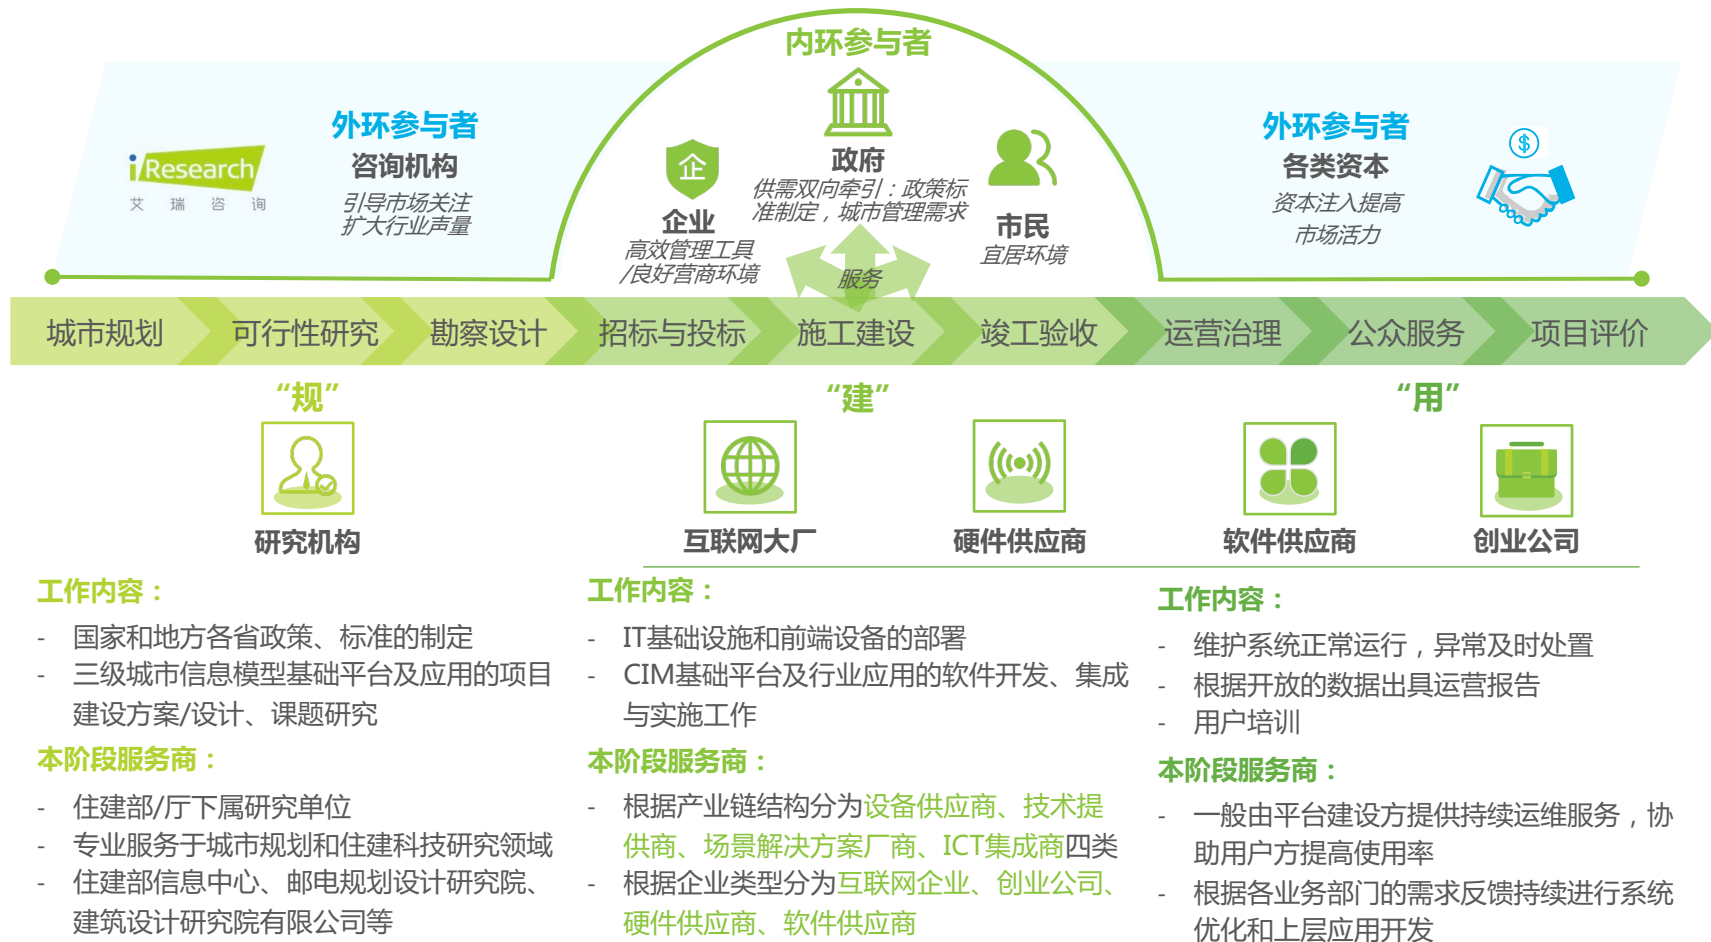 内环参与者
外环参与者
咨询机构
引导市场关注
扩大行业声量
iResearch
艾 瑞 咨 询
企
企业
高效管理工具
/良好营商环境
政府
供需双向牵引：政策标
准制定，城市管理需求
市民
宜居环境
服务
外环参与者
各类资本
资本注入提高
市场活力
$
城市规划
可行性研究
勘察设计
招标与投标
施工建设
竣工验收
运营治理
公众服务
项目评价
“规”
研究机构
工作内容：
- 国家和地方各省政策、标准的制定
- 三级城市信息模型基础平台及应用的项目
建设方案/设计、课题研究
本阶段服务商：
- 住建部/厅下属研究单位
- 专业服务于城市规划和住建科技研究领域
- 住建部信息中心、邮电规划设计研究院、
建筑设计研究院有限公司等
“建”
互联网大厂
硬件供应商
工作内容：
- IT基础设施和前端设备的部署
- CIM基础平台及行业应用的软件开发、集成
与实施工作
本阶段服务商：
- 根据产业链结构分为设备供应商、技术提
供商、场景解决方案厂商、ICT集成商四类
- 根据企业类型分为互联网企业、创业公司、
硬件供应商、软件供应商
“用”
软件供应商
创业公司
工作内容：
- 维护系统正常运行，异常及时处置
- 根据开放的数据出具运营报告
- 用户培训
本阶段服务商：
- 一般由平台建设方提供持续运维服务，协
助用户方提高使用率
- 根据各业务部门的需求反馈持续进行系统
优化和上层应用开发